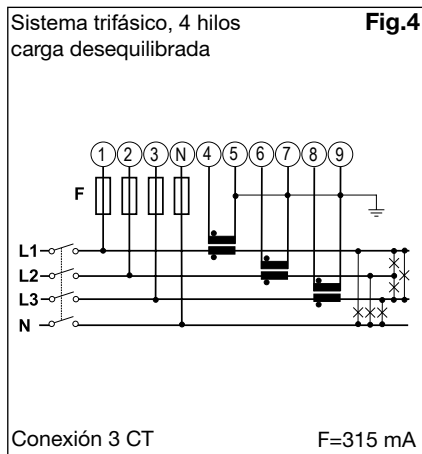 Sistema trifásico, 4 hilos
carga desequilibrada
Fig.4
1 2 3 N 4 5 6 7 8 9
F
L1
L2
L3
N
Conexión 3 CT
F=315 mA